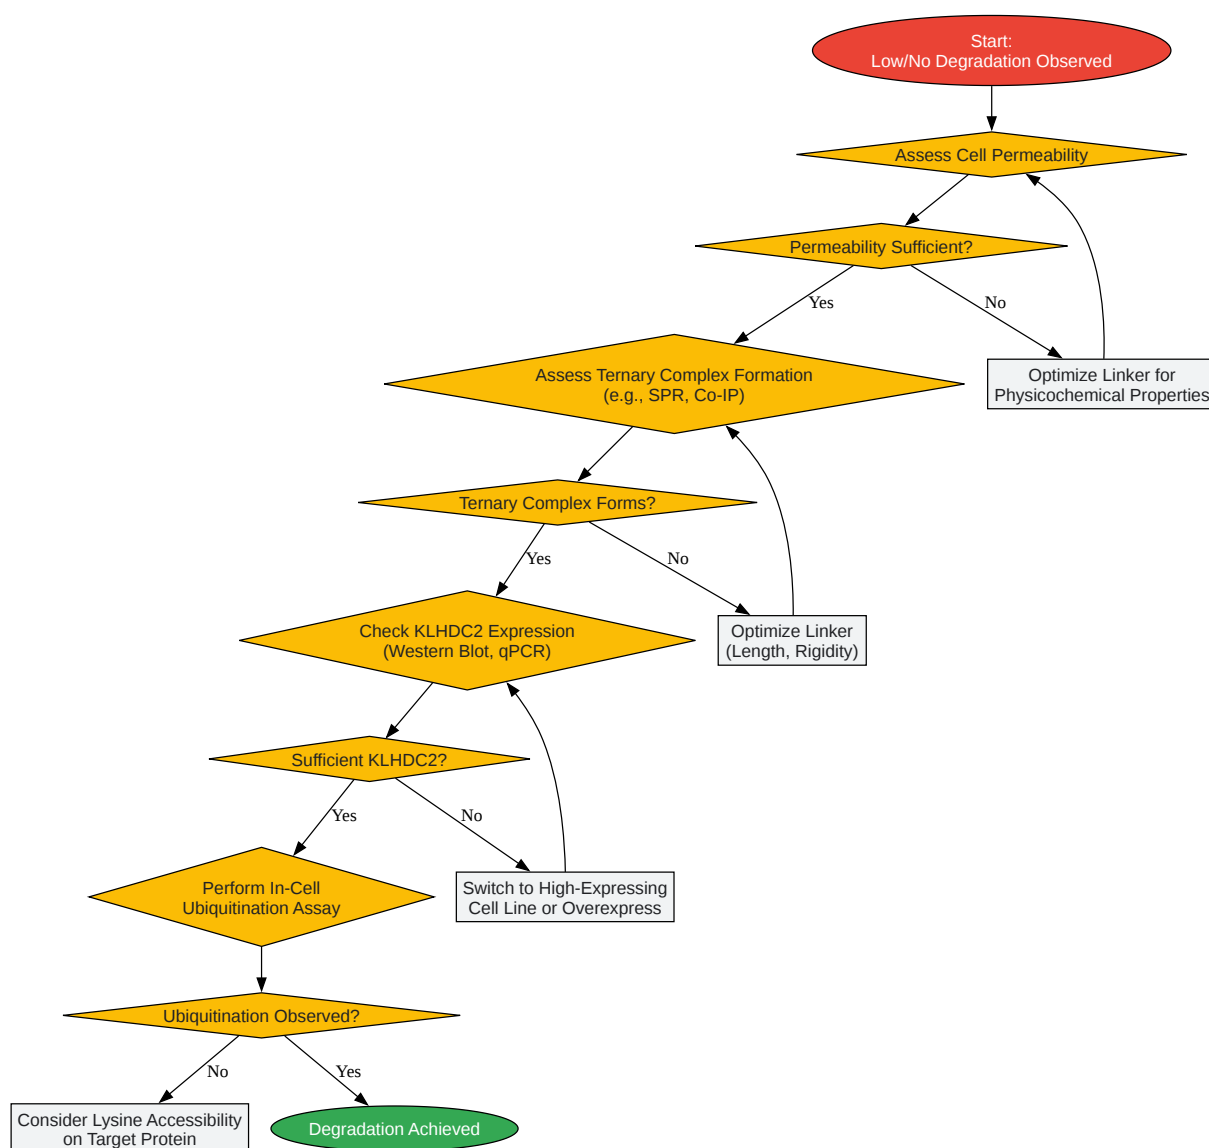 Start:
Low/No Degradation Observed
Assess Cell Permeability
Permeability Sufficient?
Yes
No
Assess Ternary Complex Formation
(e.g., SPR, Co-IP)
Optimize Linker for
Physicochemical Properties
Ternary Complex Forms?
Yes
No
Check KLHDC2 Expression
(Western Blot, qPCR)
Optimize Linker
(Length, Rigidity)
Sufficient KLHDC2?
Yes
No
Perform In-Cell
Ubiquitination Assay
Switch to High-Expressing
Cell Line or Overexpress
Ubiquitination Observed?
No
Yes
Consider Lysine Accessibility
on Target Protein
Degradation Achieved